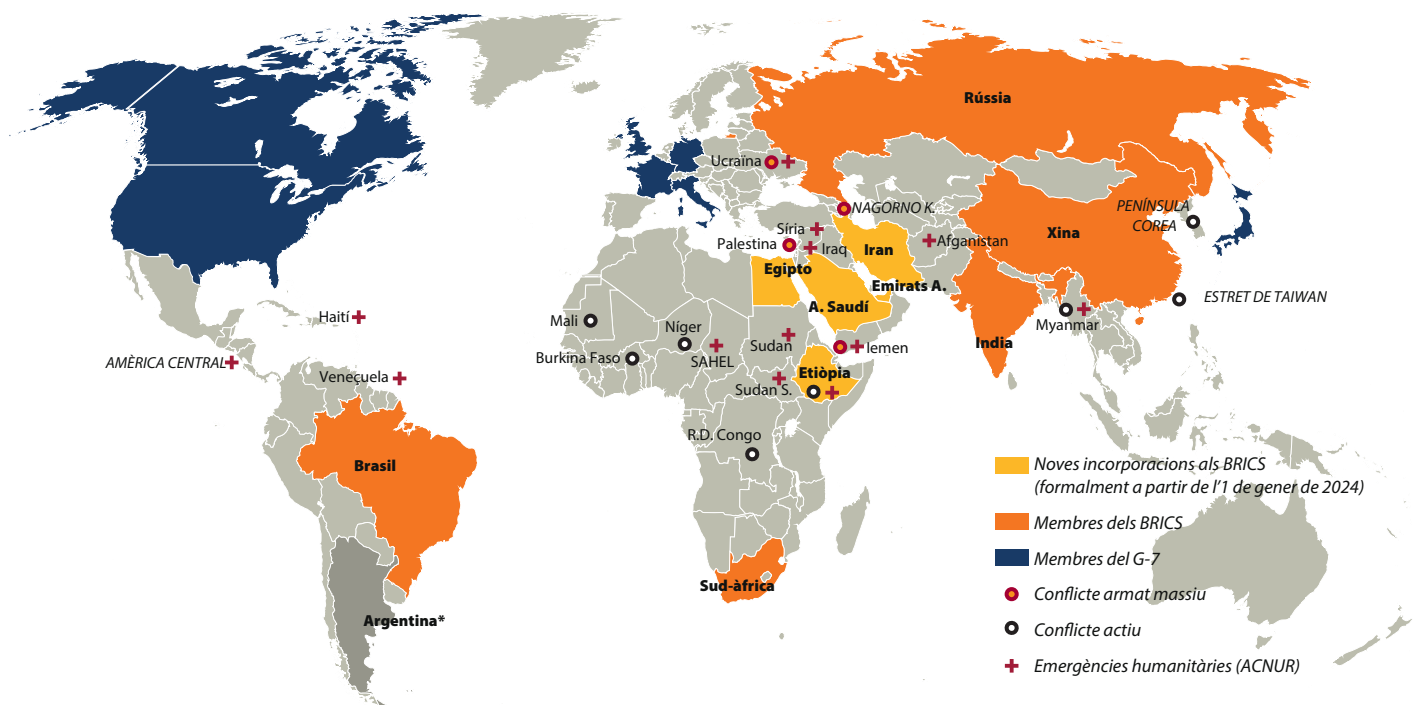 Rússia
Ucraïna
NAGORNO K.
PENÍNSULA
COREA
Síria
Palestina
Iraq
Afganistan
Iran
Xina
Egipto
Emirats A.
A. Saudí
ESTRET DE TAIWAN
Haití
Mali
Níger
Myanmar
Sudan
Iemen
India
Burkina Faso
SAHEL
AMÈRICA CENTRAL
Veneçuela
Etiòpia
Sudan S.
R.D. Congo
Brasil
Sud-àfrica
Argentina*
Noves incorporacions als BRICS
(formalment a partir de l’1 de gener de 2024)
Membres dels BRICS
Membres del G-7
Conflicte armat massiu
Conflicte actiu
Emergències humanitàries (ACNUR)